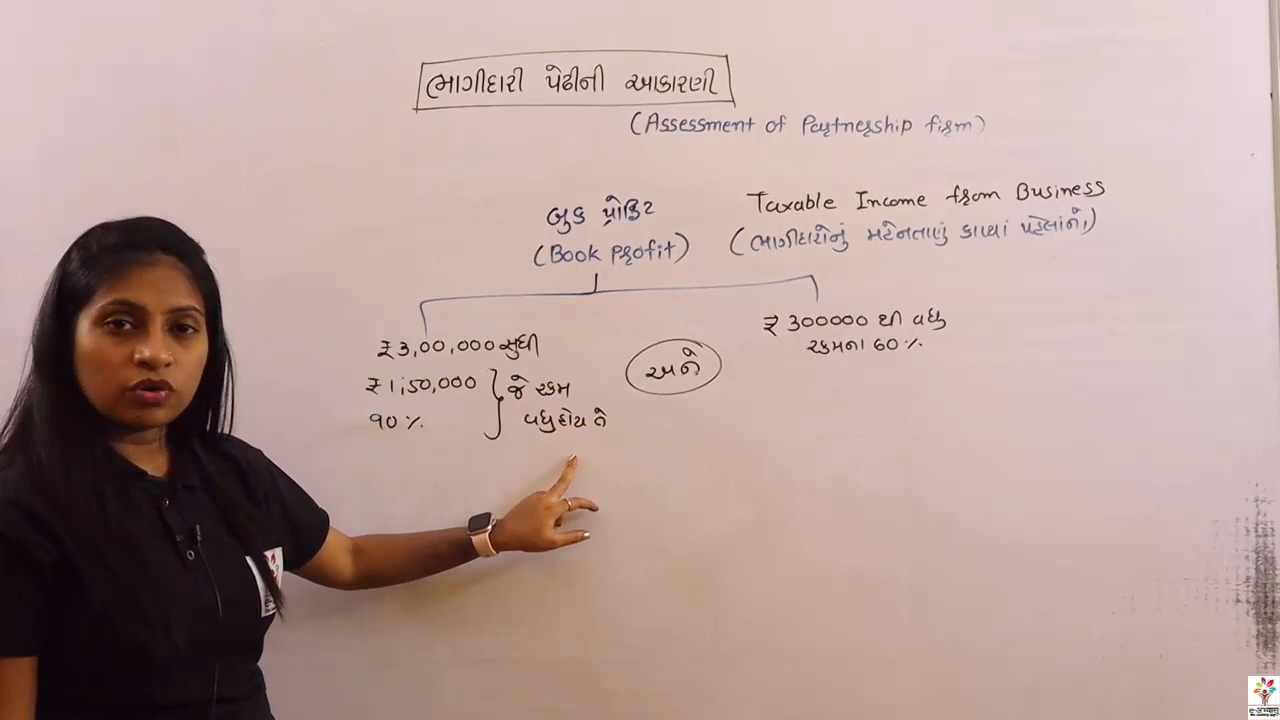 ભાગીદારી પેઢીની આકારણી
(Assessment of Partnership firm)
બુક પ્રોફિટ
(Book Profit)
Taxable Income from Business
(ભાગીદારોનું મહેનતાણું કાપ્યાં પહેલાંનો)
₹3,00,000 સુધી
₹1,50,000
90%
જે રકમ
વધુ હોય તે
અને
₹ 300000 થી વધુ
રકમના 60%